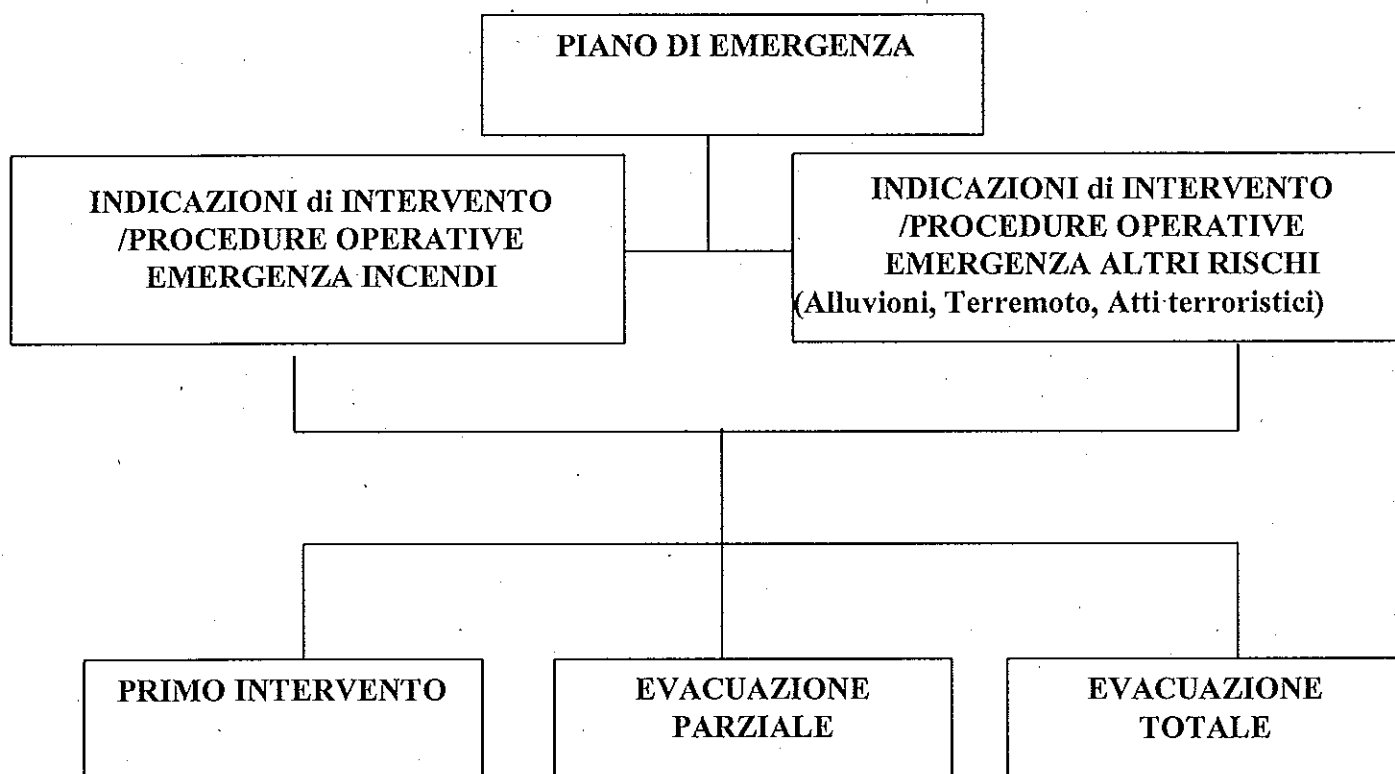 PIANO DI EMERGENZA
INDICAZIONI di INTERVENTO
/PROCEDURE OPERATIVE
EMERGENZA INCENDI
INDICAZIONI di INTERVENTO
/PROCEDURE OPERATIVE
EMERGENZA ALTRI RISCHI
(Alluvioni, Terremoto, Atti terroristici)
PRIMO INTERVENTO
EVACUAZIONE
PARZIALE
EVACUAZIONE
TOTALE